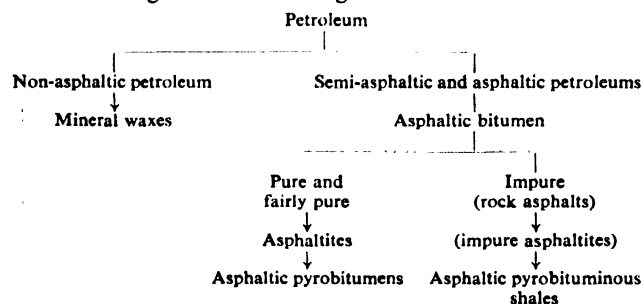 Petroleum
Non-asphaltic petroleum
Semi-asphaltic and asphaltic petroleums
Mineral waxes
Asphaltic bitumen
Pure and
fairly pure
Impure
(rock asphalts)
Asphaltites
(impure asphaltites)
Asphaltic pyrobitumens
Asphaltic pyrobituminous
shales